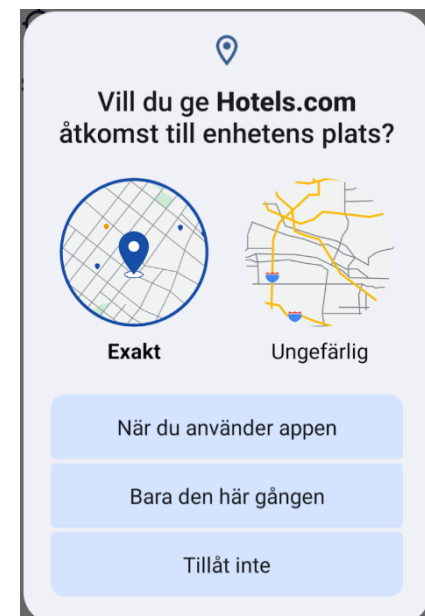 Vill du ge Hotels.com
åtkomst till enhetens plats?
Exakt
Ungefärlig
När du använder appen
Bara den här gången
Tillåt inte